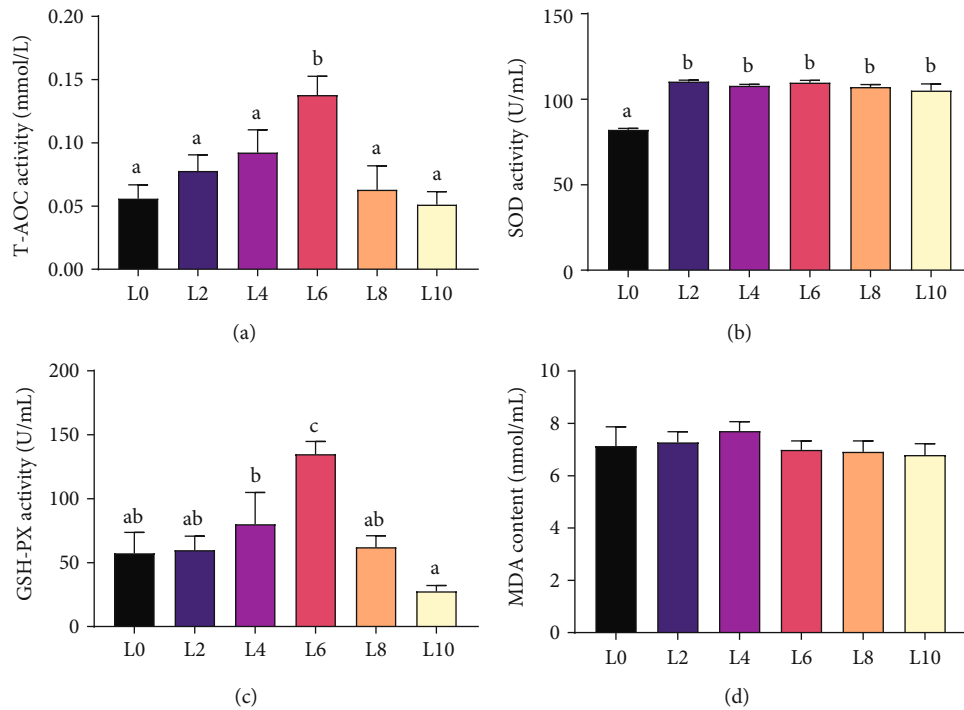 T-AOC activity (mmol/L)
0.20
0.15
0.10
0.05
0.00
a
a
a
b
a
a
L0 L2 L4 L6 L8 L10
(a)
SOD activity (U/mL)
150
100
50
0
a
b
b
b
b
b
L0 L2 L4 L6 L8 L10
(b)
GSH-PX activity (U/mL)
200
150
100
50
0
ab
ab
b
c
ab
a
L0 L2 L4 L6 L8 L10
(c)
MDA content (nmol/mL)
10
8
6
4
2
0
L0 L2 L4 L6 L8 L10
(d)